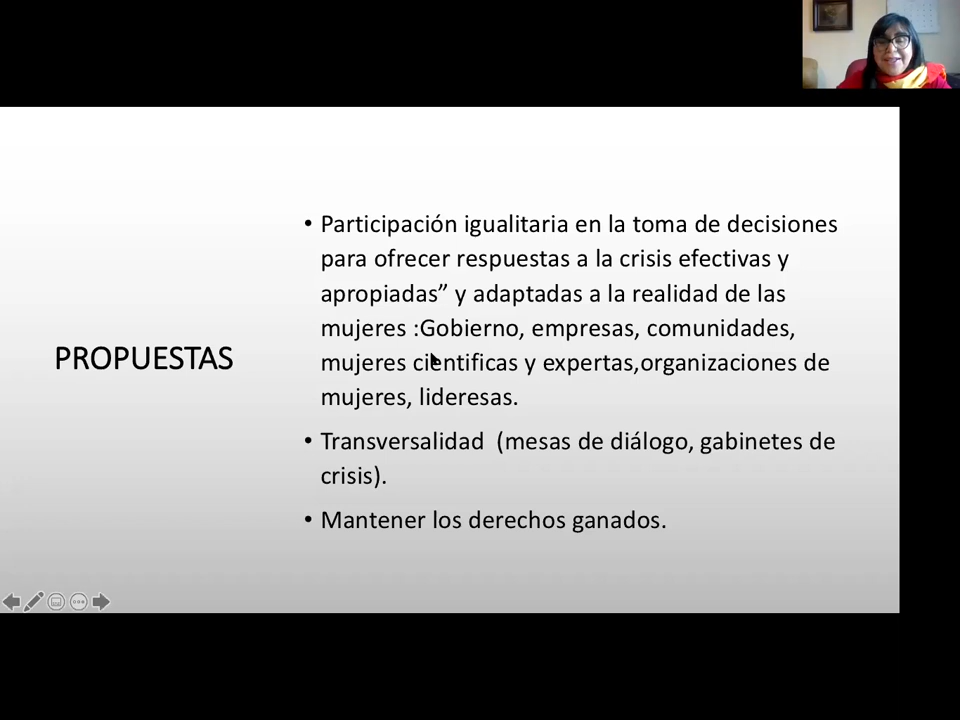 PROPUESTAS
• Participación igualitaria en la toma de decisiones
para ofrecer respuestas a la crisis efectivas y
apropiadas” y adaptadas a la realidad de las
mujeres :Gobierno, empresas, comunidades,
mujeres cientificas y expertas,organizaciones de
mujeres, lideresas.
• Transversalidad (mesas de diálogo, gabinetes de
crisis).
• Mantener los derechos ganados.